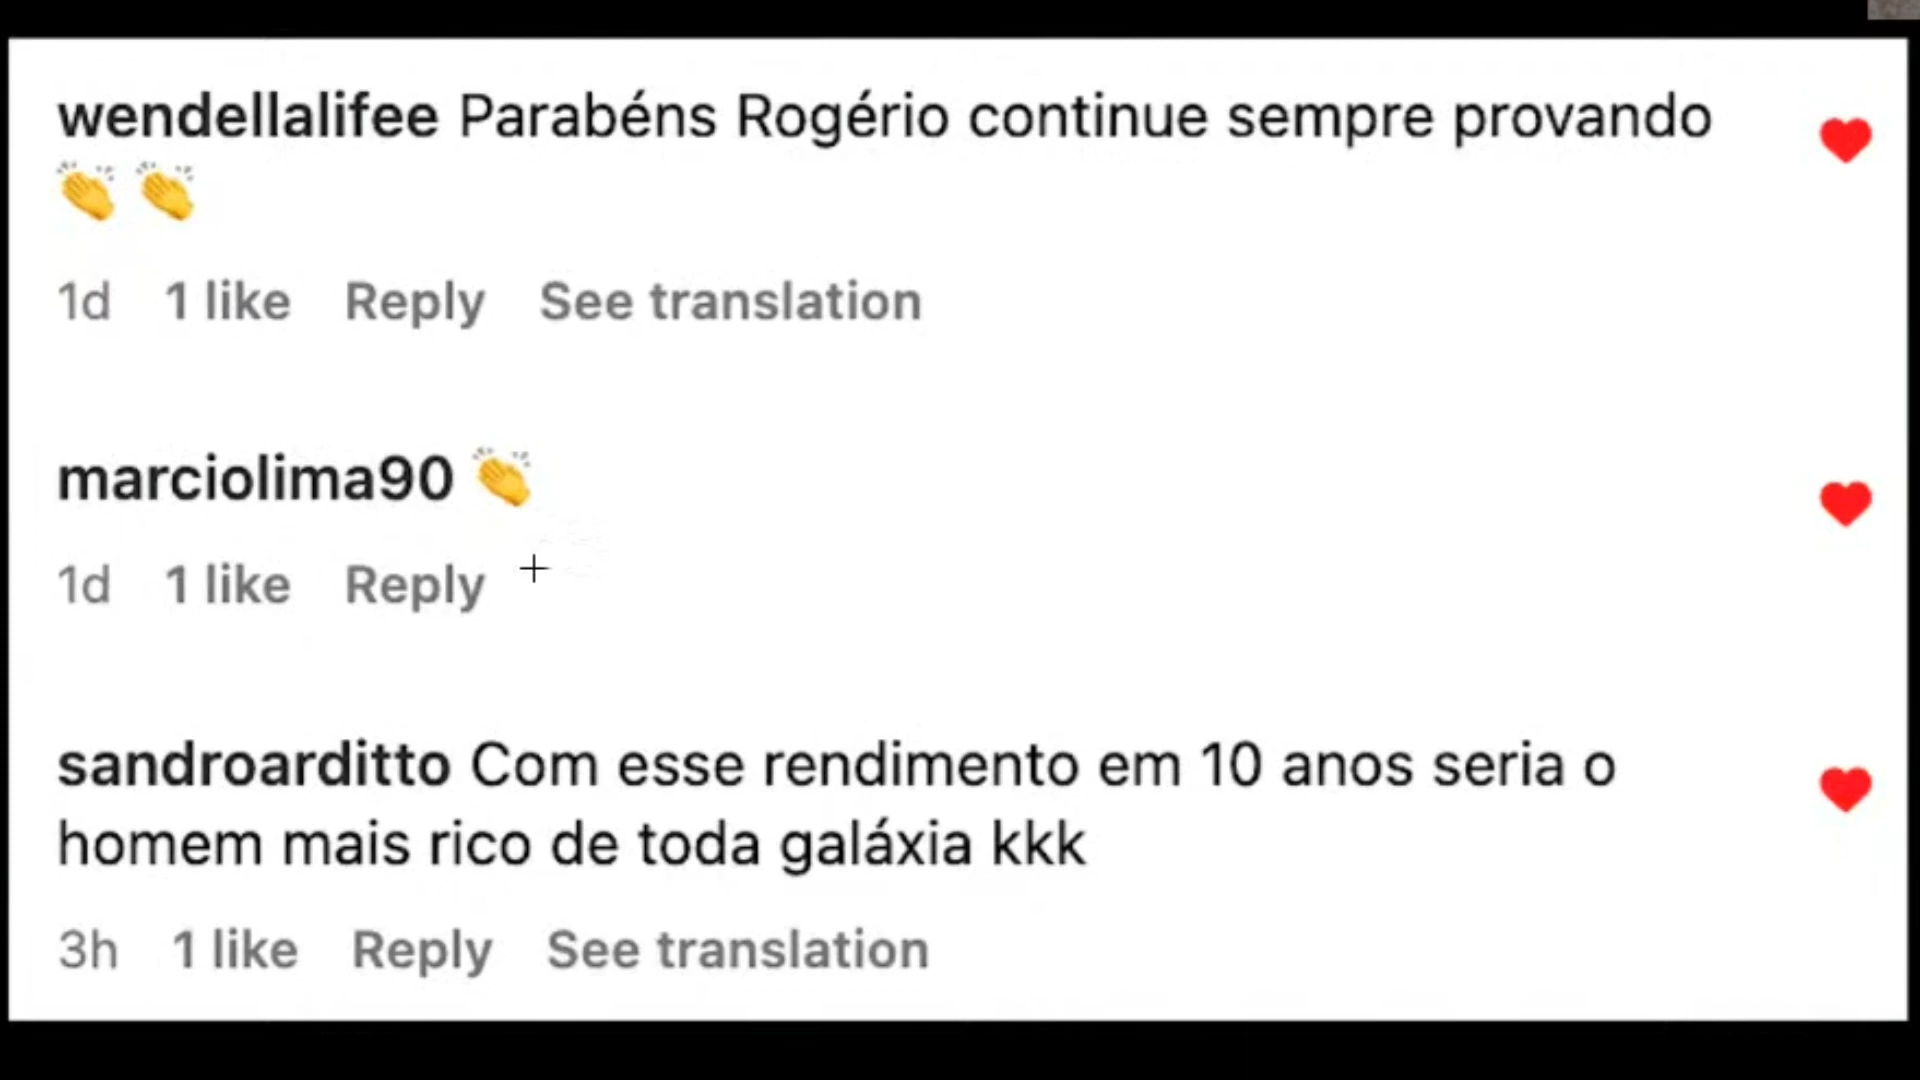 wendellalifee Parabéns Rogério continue sempre provando
👏 👏
1d 1 like Reply See translation
marciolima90 👏
1d 1 like Reply
sandroarditto Com esse rendimento em 10 anos seria o
homem mais rico de toda galáxia kkk
3h 1 like Reply See translation